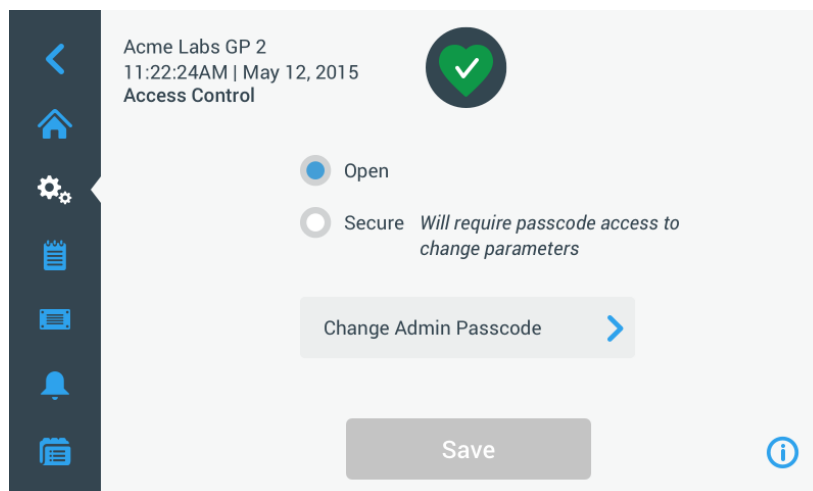 Acme Labs GP 2
11:22:24AM | May 12, 2015
Access Control
Open
Secure Will require passcode access to
change parameters
Change Admin Passcode
Save